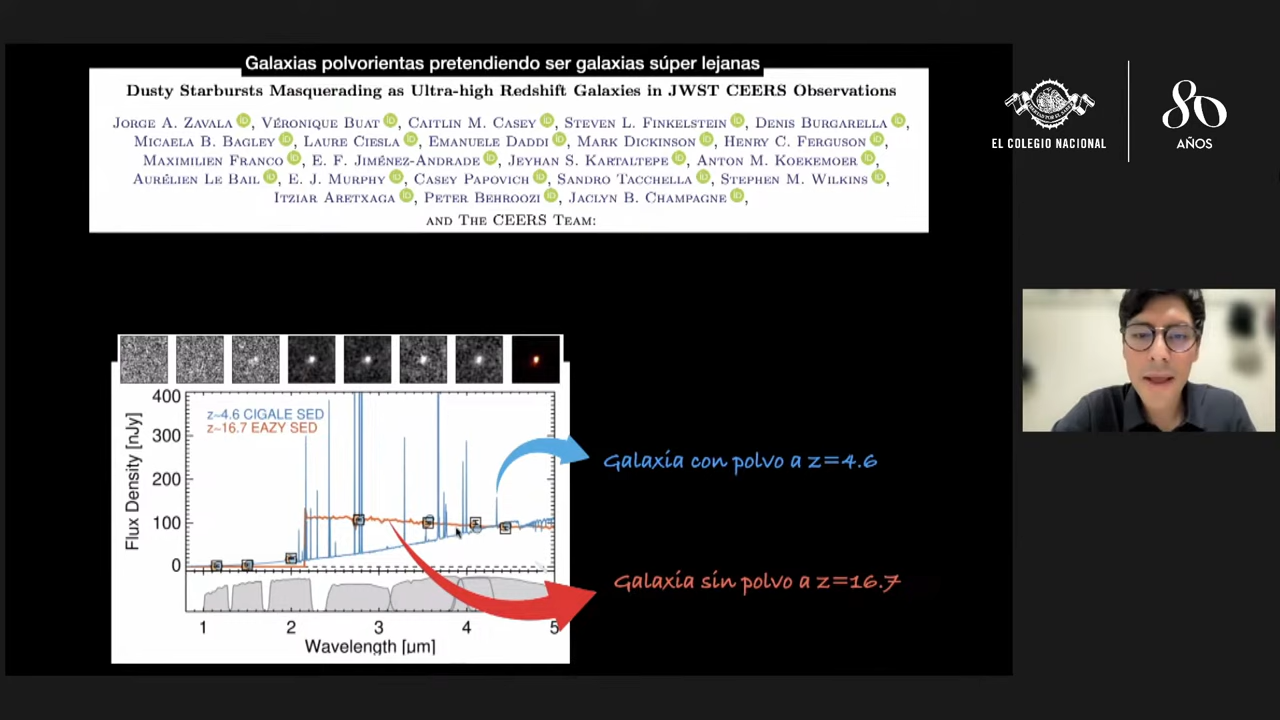 Galaxias polvorientas pretendiendo ser galaxias súper lejanas
Dusty Starbursts Masquerading as Ultra-high Redshift Galaxies in JWST CEERS Observations
Jorge A. Zavala, Véronique Buat, Caitlin M. Casey, Steven L. Finkelstein, Denis Burgarella,
Micaela B. Bagley, Laure Ciesla, Emanuele Daddi, Mark Dickinson, Henry C. Ferguson,
Maximilien Franco, E. F. Jiménez-Andrade, Jeyhan S. Kartaltepe, Anton M. Koekemoer,
Aurélien Le Bail, E. J. Murphy, Casey Papovich, Sandro Tacchella, Stephen M. Wilkins,
Itziar Aretxaga, Peter Behroozi, Jaclyn B. Champagne,
and The CEERS Team:
EL COLEGIO NACIONAL
80
AÑOS
400
300
200
100
0
Flux Density [nJy]
z~4.6 CIGALE SED
z~16.7 EAZY SED
1 2 3 4 5
Wavelength [μm]
Galaxia con polvo a z=4.6
Galaxia sin polvo a z=16.7